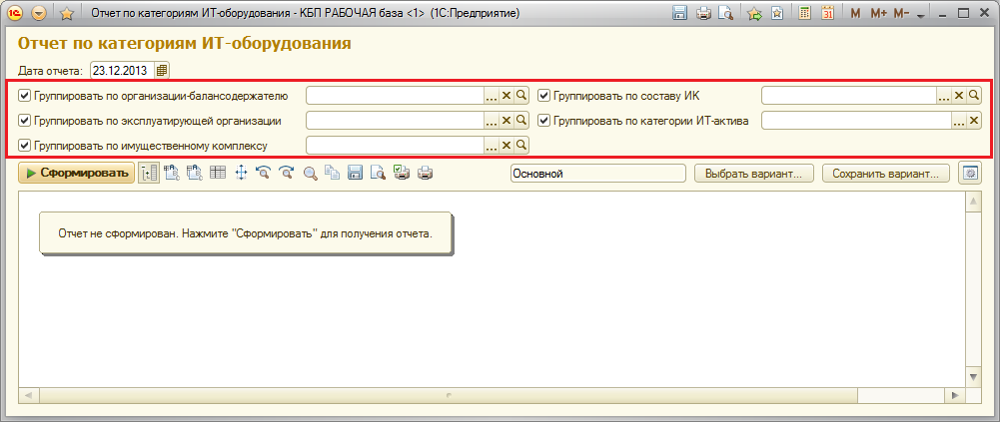 Отчет по категориям ИТ-оборудования - КБП РАБОЧАЯ база <1> (1С:Предприятие)
M M+ M-
Отчет по категориям ИТ-оборудования
Дата отчета: 23.12.2013
Группировать по организации-балансодержателю ... Группировать по составу ИК ...
Группировать по эксплуатирующей организации ... Группировать по категории ИТ-актива ...
Группировать по имущественному комплексу ...
Сформировать Основной Выбрать вариант... Сохранить вариант...
Отчет не сформирован. Нажмите "Сформировать" для получения отчета.